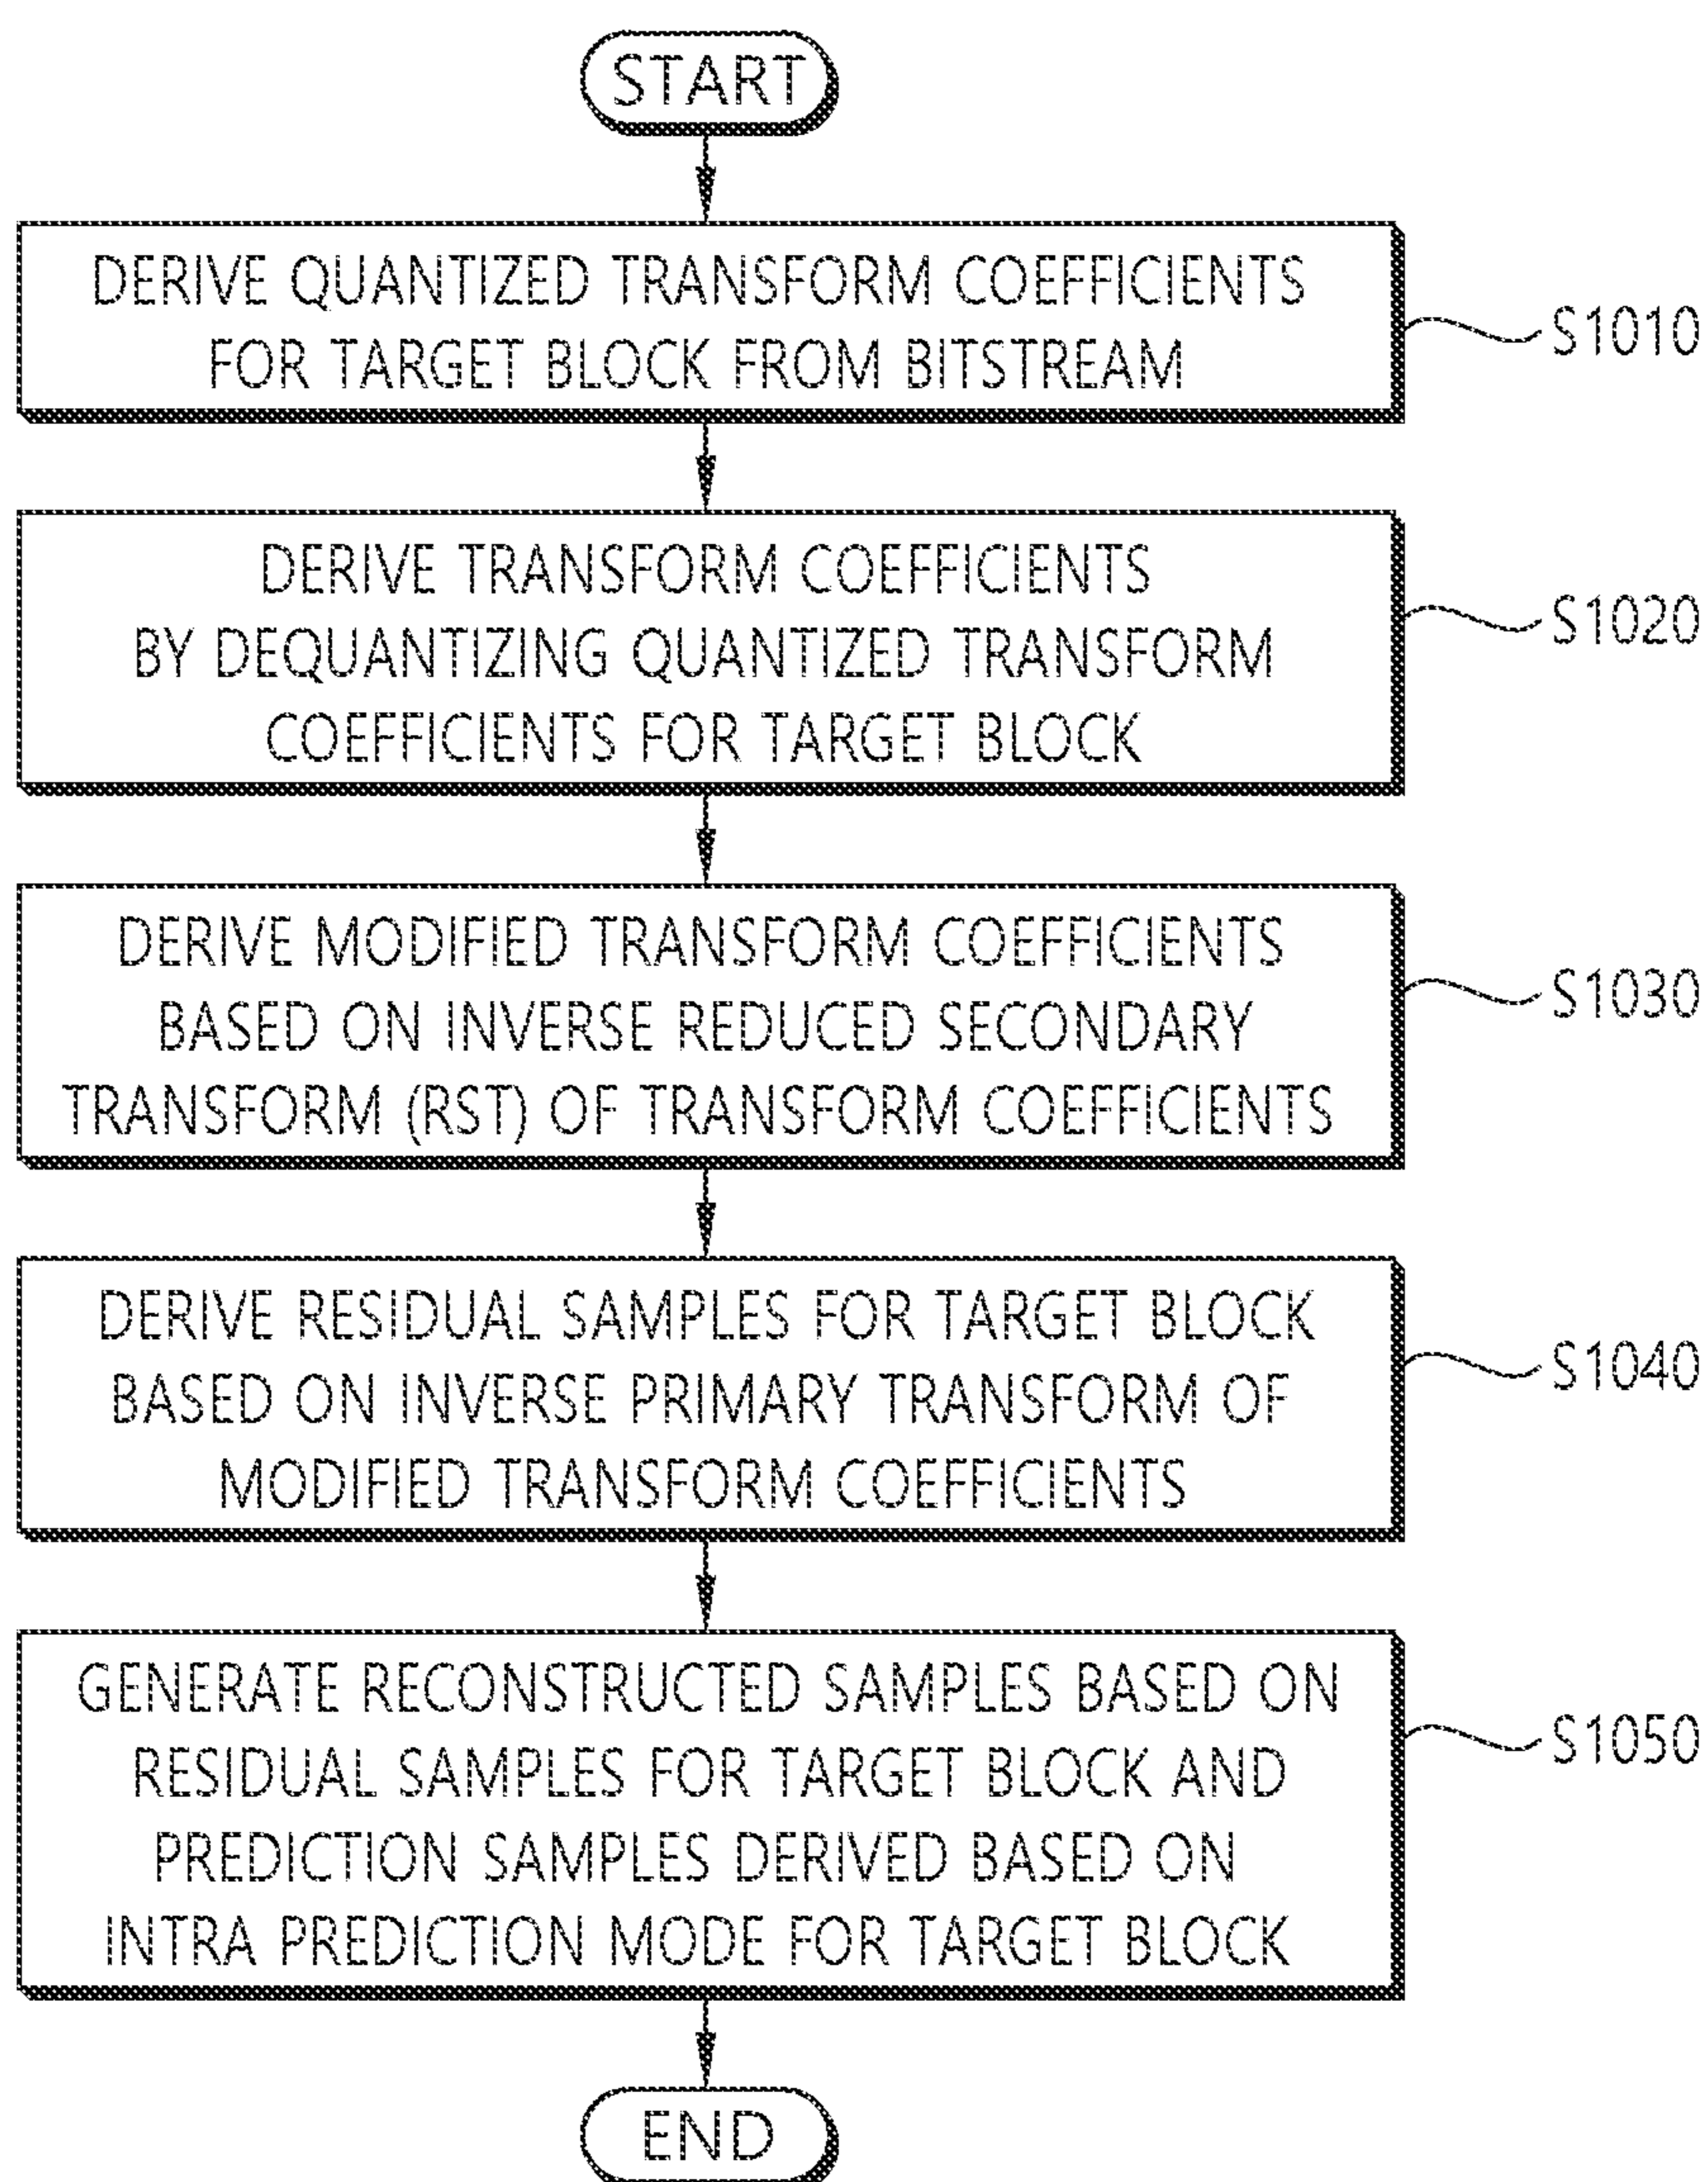 START
DERIVE QUANTIZED TRANSFORM COEFFICIENTS
FOR TARGET BLOCK FROM BITSTREAM
S1010
DERIVE TRANSFORM COEFFICIENTS
BY DEQUANTIZING QUANTIZED TRANSFORM
COEFFICIENTS FOR TARGET BLOCK
S1020
DERIVE MODIFIED TRANSFORM COEFFICIENTS
BASED ON INVERSE REDUCED SECONDARY
TRANSFORM (RST) OF TRANSFORM COEFFICIENTS
S1030
DERIVE RESIDUAL SAMPLES FOR TARGET BLOCK
BASED ON INVERSE PRIMARY TRANSFORM OF
MODIFIED TRANSFORM COEFFICIENTS
S1040
GENERATE RECONSTRUCTED SAMPLES BASED ON
RESIDUAL SAMPLES FOR TARGET BLOCK AND
PREDICTION SAMPLES DERIVED BASED ON
INTRA PREDICTION MODE FOR TARGET BLOCK
S1050
END